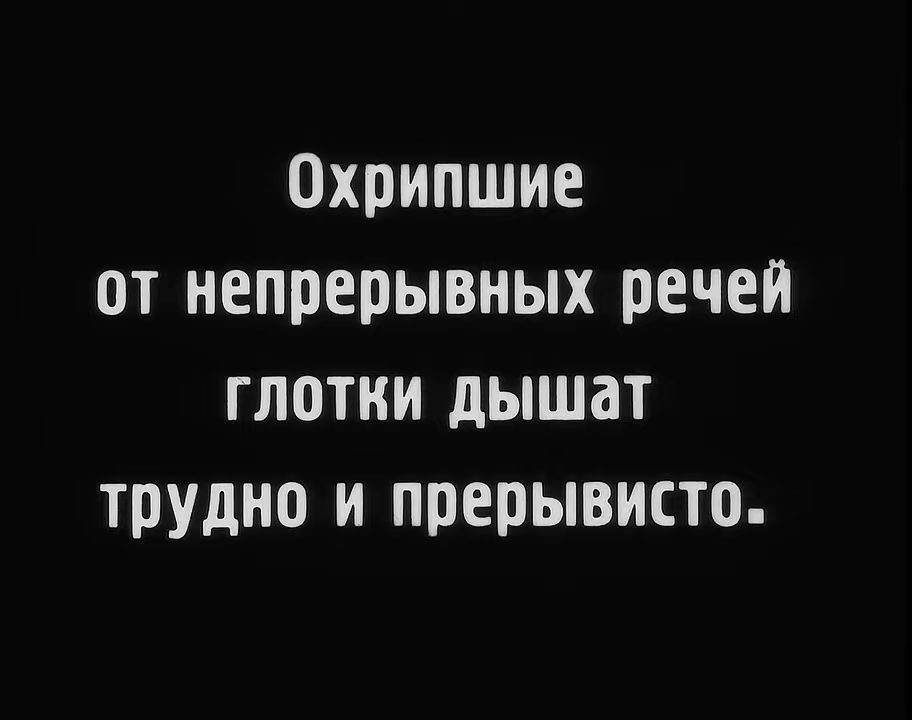 Охрипшие
от непрерывных речей
глотки дышат
трудно и прерывисто.